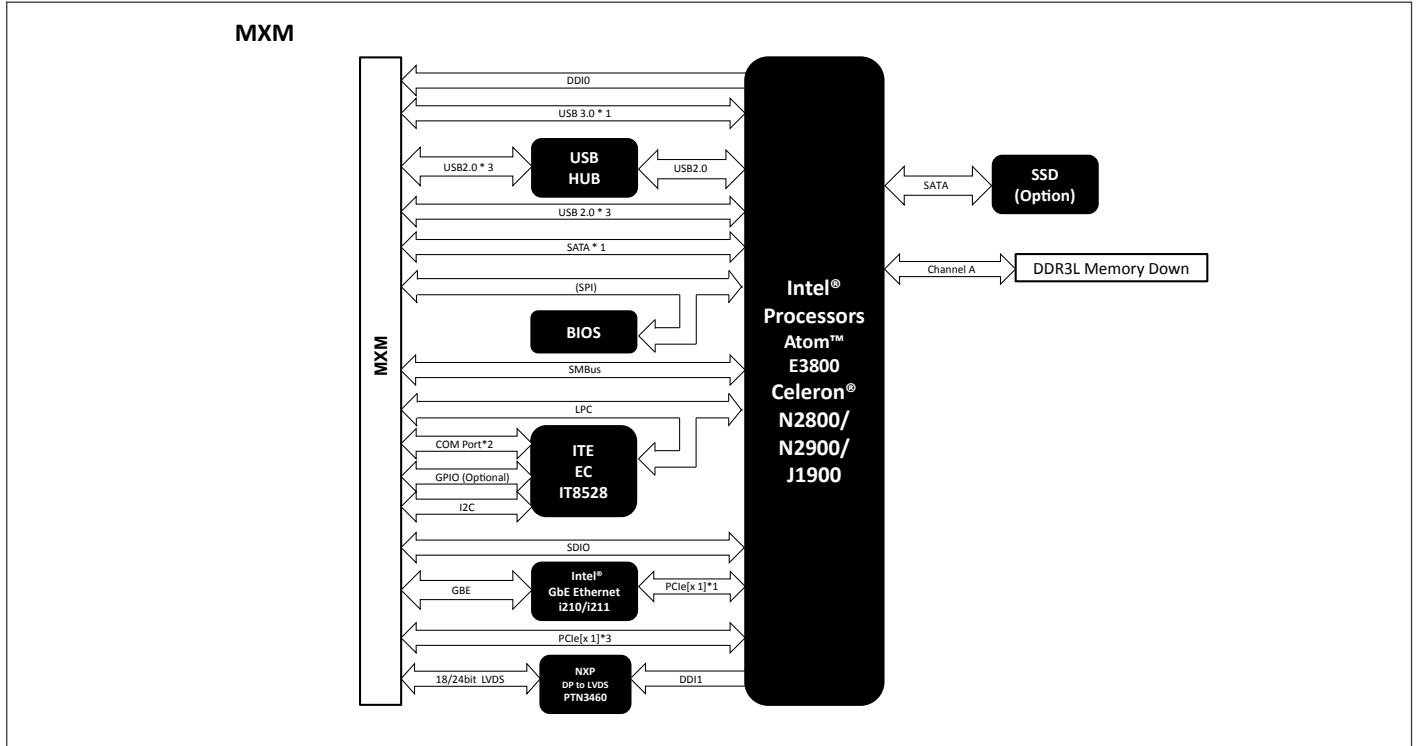 MXM
MXM
DDI0
USB 3.0 * 1
USB2.0 * 3
USB
HUB
USB2.0
USB 2.0 * 3
SATA * 1
(SPI)
BIOS
SMBus
LPC
COM Port*2
GPIO (Optional)
I2C
ITE
EC
IT8528
SDIO
GBE
Intel®
GbE Ethernet
i210/i211
PCIe[x 1]*1
PCIe[x 1]*3
18/24bit LVDS
NXP
DP to LVDS
PTN3460
DDI1
Intel®
Processors
Atom™
E3800
Celeron®
N2800/
N2900/
J1900
SATA
SSD
(Option)
Channel A
DDR3L Memory Down